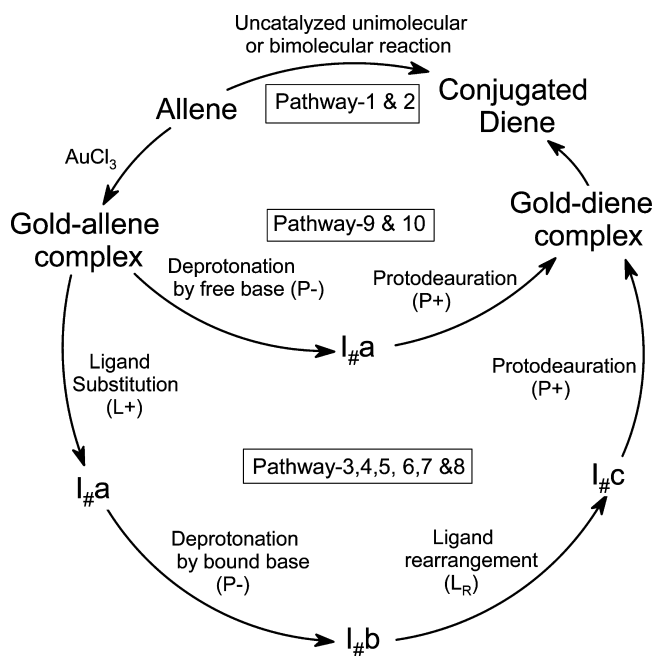 Uncatalyzed unimolecular
or bimolecular reaction
Allene
Pathway-1 & 2
Conjugated
Diene
AuCl₃
Gold-allene
complex
Pathway-9 & 10
Gold-diene
complex
Deprotonation
by free base (P-)
Protodeauration
(P+)
I#a
Ligand
Substitution
(L+)
Protodeauration
(P+)
Pathway-3,4,5, 6,7 &8
I#a
I#c
Deprotonation
by bound base
(P-)
Ligand
rearrangement
(L_R)
I#b